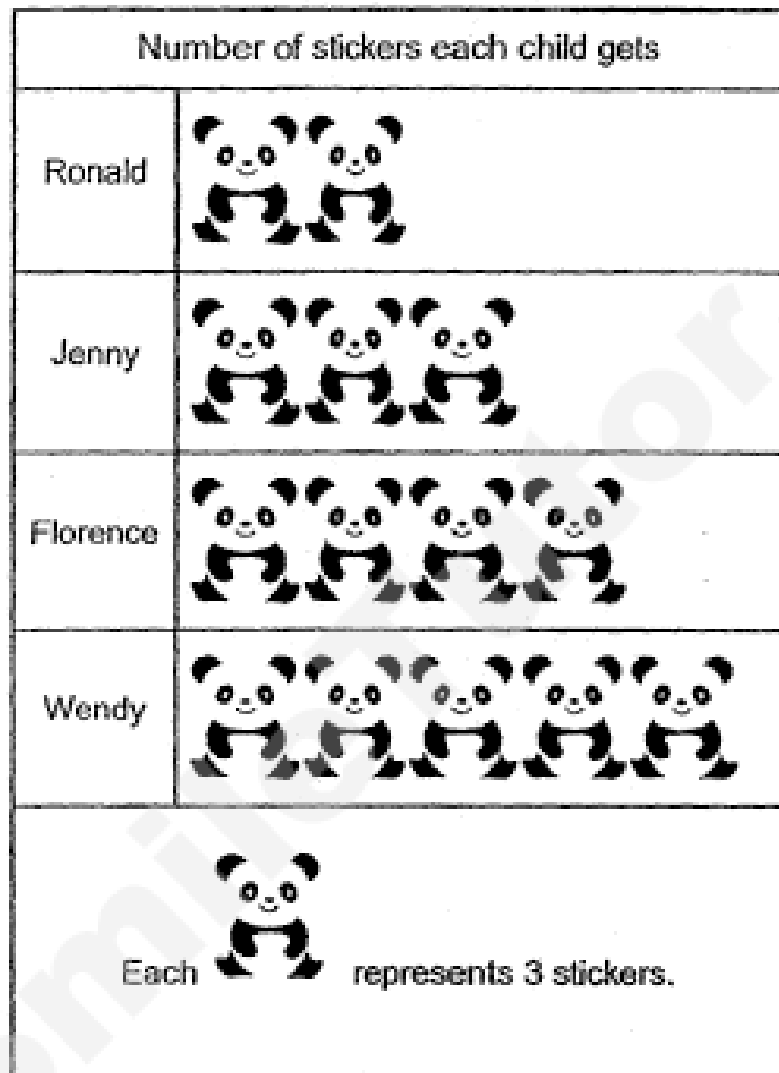 Number of stickers each child gets
Ronald
Jenny
Florence
Wendy
Each represents 3 stickers.